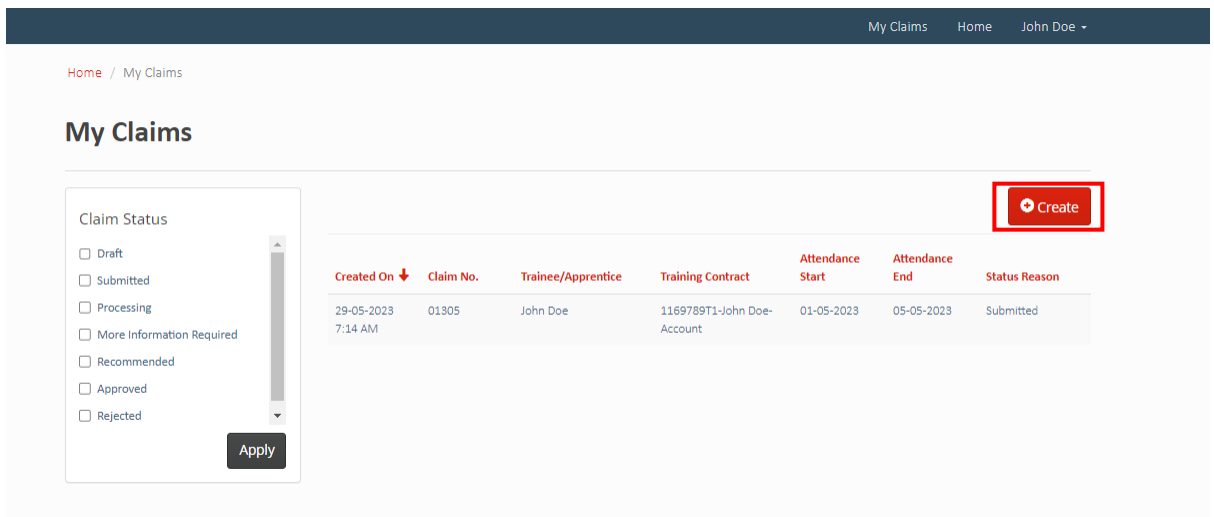 My Claims Home John Doe
Home / My Claims
My Claims
Claim Status
Draft
Submitted
Processing
More Information Required
Recommended
Approved
Rejected
Apply
Create
Created On Claim No. Trainee/Apprentice Training Contract Attendance Start Attendance End Status Reason
29-05-2023 01305 John Doe 1169789T1-John Doe- 01-05-2023 05-05-2023 Submitted
7:14 AM Account